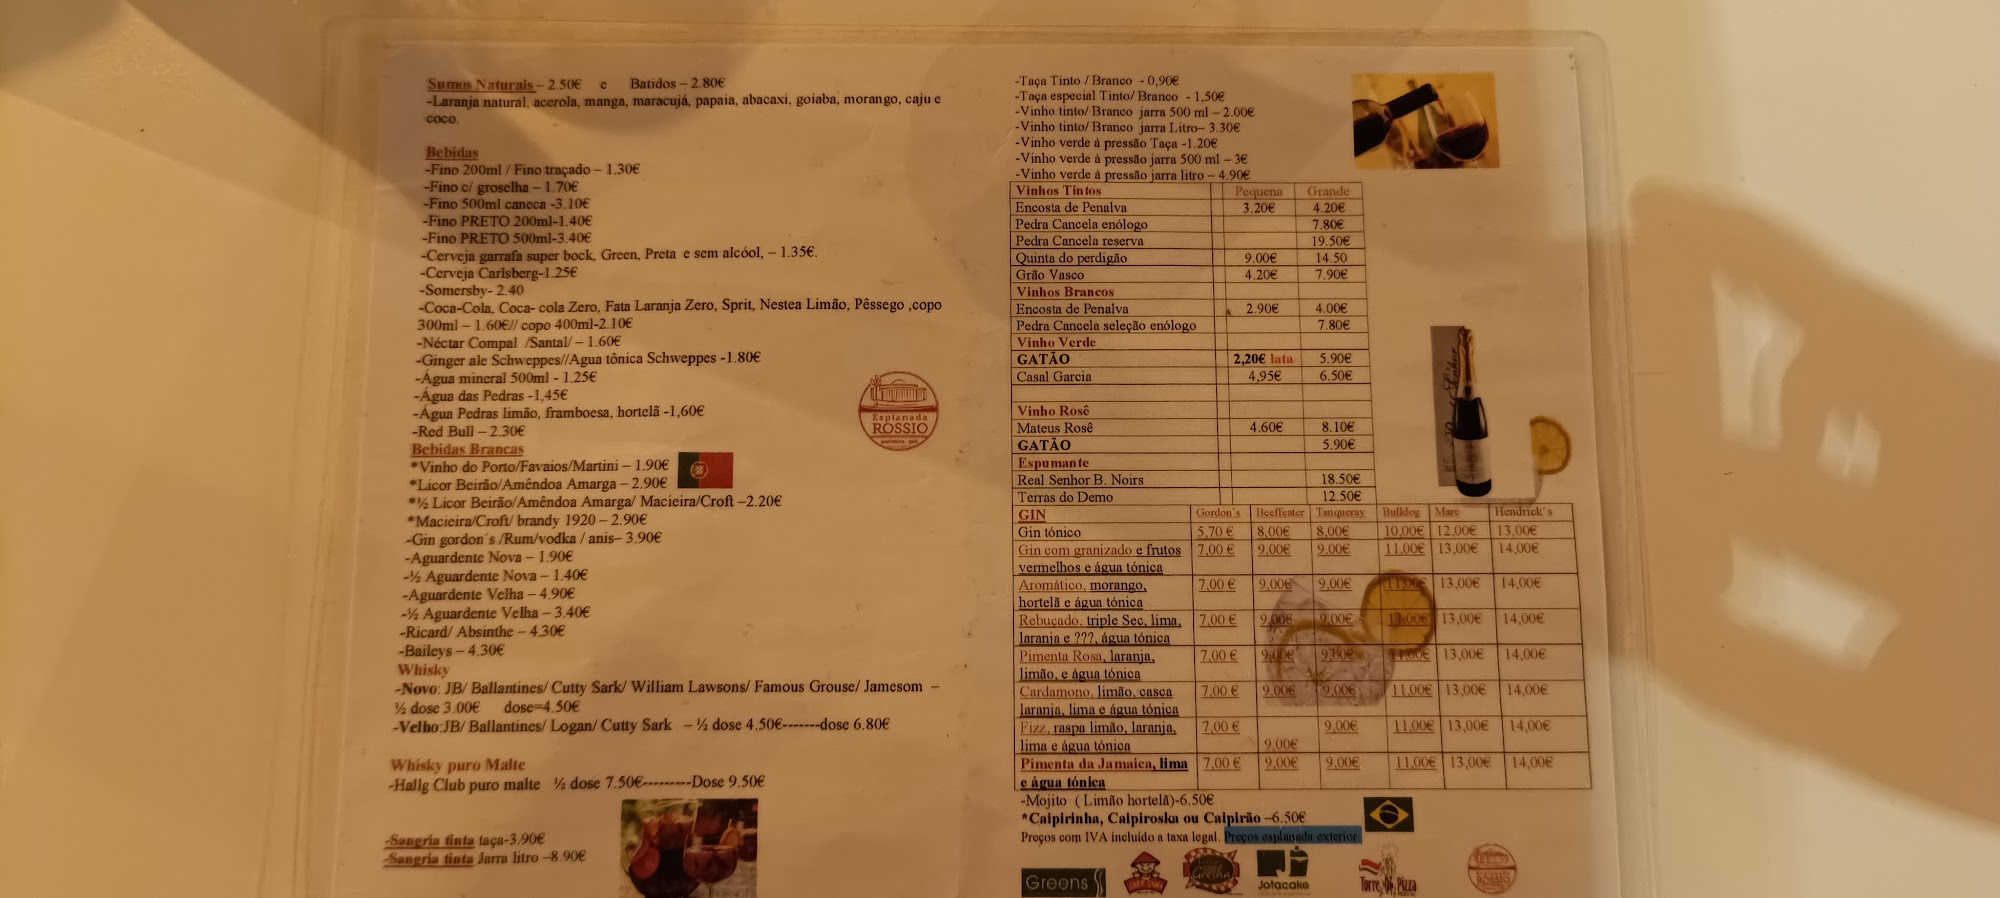 Sumos Naturais – 2.50€ e Batidos – 2.80€
-Laranja natural, acerola, manga, maracujá, papaia, abacaxi, goiaba, morango, caju e
coco.
Bebidas
-Fino 200ml / Fino traçado – 1.30€
-Fino c/ groselha – 1.70€
-Fino 500ml caneca -3.10€
-Fino PRETO 200ml-1.40€
-Fino PRETO 500ml-3.40€
-Cerveja garrafa super bock, Green, Preta e sem alcóol, – 1.35€.
-Cerveja Carlsberg-1.25€
-Somersby- 2.40
-Coca-Cola, Coca- cola Zero, Fata Laranja Zero, Sprit, Nestea Limão, Pêssego ,copo
300ml – 1.60€// copo 400ml-2.10€
-Néctar Compal /Santal/ – 1.60€
-Ginger ale Schweppes//Agua tônica Schweppes -1.80€
-Água mineral 500ml - 1.25€
-Água das Pedras -1,45€
-Água Pedras limão, framboesa, hortelã -1,60€
-Red Bull – 2.30€
Esplanada
ROSSIO
Bebidas Brancas
*Vinho do Porto/Favaios/Martini – 1.90€
*Licor Beirão/Amêndoa Amarga – 2.90€
*½ Licor Beirão/Amêndoa Amarga/ Macieira/Croft –2.20€
*Macieira/Croft/ brandy 1920 – 2.90€
-Gin gordon´s /Rum/vodka / anis– 3.90€
-Aguardente Nova – 1.90€
-½ Aguardente Nova – 1.40€
-Aguardente Velha – 4.90€
-½ Aguardente Velha – 3.40€
-Ricard/ Absinthe – 4.30€
-Baileys – 4.30€
Whisky
-Novo: JB/ Ballantines/ Cutty Sark/ William Lawsons/ Famous Grouse/ Jamesom –
½ dose 3.00€ dose=4.50€
-Velho:JB/ Ballantines/ Logan/ Cutty Sark – ½ dose 4.50€-------dose 6.80€
Whisky puro Malte
-Hallg Club puro malte ½ dose 7.50€---------Dose 9.50€
-Sangria tinta taça-3.90€
-Sangria tinta Jarra litro –8.90€
-Taça Tinto / Branco - 0,90€
-Taça especial Tinto/ Branco - 1,50€
-Vinho tinto/ Branco jarra 500 ml – 2.00€
-Vinho tinto/ Branco jarra Litro– 3.30€
-Vinho verde à pressão Taça -1.20€
-Vinho verde à pressão jarra 500 ml – 3€
-Vinho verde à pressão jarra litro – 4.90€
Vinhos Tintos Pequena Grande
Encosta de Penalva 3.20€ 4.20€
Pedra Cancela enólogo 7.80€
Pedra Cancela reserva 19.50€
Quinta do perdigão 9.00€ 14.50
Grão Vasco 4.20€ 7.90€
Vinhos Brancos
Encosta de Penalva 2.90€ 4.00€
Pedra Cancela seleção enólogo 7.80€
Vinho Verde
GATÃO 2,20€ lata 5.90€
Casal Garcia 4,95€ 6.50€
Vinho Rosê
Mateus Rosê 4.60€ 8.10€
GATÃO 5.90€
Espumante
Real Senhor B. Noirs 18.50€
Terras do Demo 12.50€
GIN Gordon´s Beeffeater Tanqueray Bulldog Mare Hendrick´s
Gin tónico 5,70 € 8,00€ 8,00€ 10,00€ 12,00€ 13,00€
Gin com granizado e frutos 7,00 € 9,00€ 9,00€ 11,00€ 13,00€ 14,00€
vermelhos e água tónica
Aromático, morango, 7,00 € 9,00€ 9,00€ 11,00€ 13,00€ 14,00€
hortelã e água tónica
Rebuçado, triple Sec, lima, 7,00 € 9,00€ 9,00€ 11,00€ 13,00€ 14,00€
laranja e ???, água tónica
Pimenta Rosa, laranja, 7,00 € 9,00€ 9,00€ 11,00€ 13,00€ 14,00€
limão, e água tónica
Cardamono, limão, casca 7,00 € 9,00€ 9,00€ 11,00€ 13,00€ 14,00€
laranja, lima e água tónica
Fizz, raspa limão, laranja, 7,00 € 9,00€ 11,00€ 13,00€ 14,00€
lima e água tónica 9,00€
Pimenta da Jamaica, lima 7,00 € 9,00€ 9,00€ 11,00€ 13,00€ 14,00€
e água tónica
-Mojito ( Limão hortelã)-6.50€
*Caipirinha, Caipiroska ou Caipirão –6.50€
Preços com IVA incluído a taxa legal. Preços esplanada exterior
Greens
Grelha
Jotacake
Torre Pizza
ROSSIO